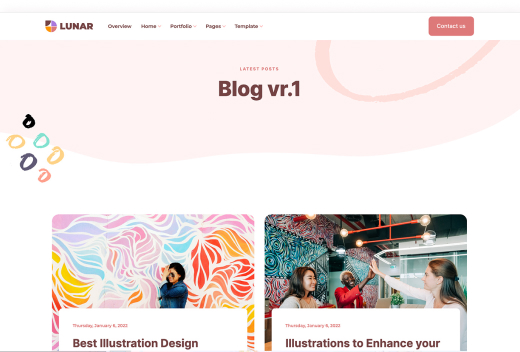 LUNAR
Overview Home Portfolio Pages Template
Contact us
LATEST POSTS
Blog vr.1
Thursday, January 6, 2022
Best Illustration Design
Thursday, January 6, 2022
Illustrations to Enhance your